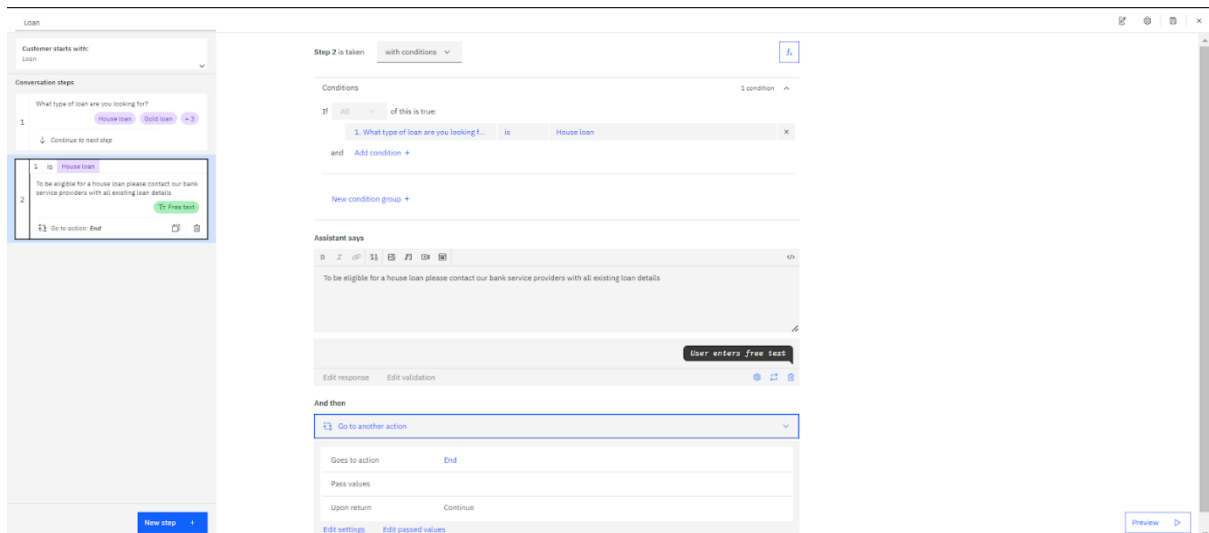 Loan
Customer starts with:
Loan
Conversation steps
1
What type of loan are you looking for?
House loan Gold loan + 3
Continue to next step
2
1 is House loan
To be eligible for a house loan please contact our bank
service providers with all existing loan details
Free text
Go to action: End
New step +
Step 2 is taken with conditions
fx
Conditions 1 condition
If All of this is true:
1. What type of loan are you looking f... is House loan ×
and Add condition +
New condition group +
Assistant says
B I </>
To be eligible for a house loan please contact our bank service providers with all existing loan details
User enters free text
Edit response Edit validation
And then
Go to another action
Goes to action End
Pass values
Upon return Continue
Edit settings Edit passed values
Preview